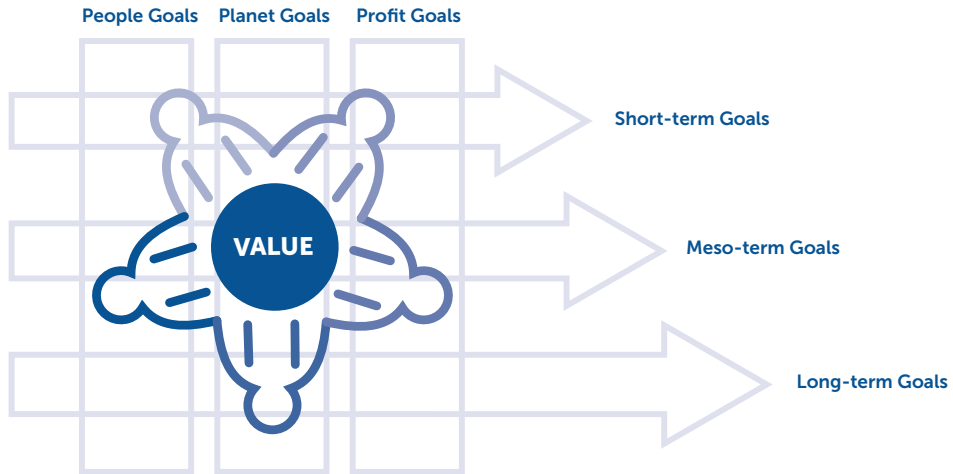 People Goals Planet Goals Profit Goals
Short-term Goals
VALUE
Meso-term Goals
Long-term Goals